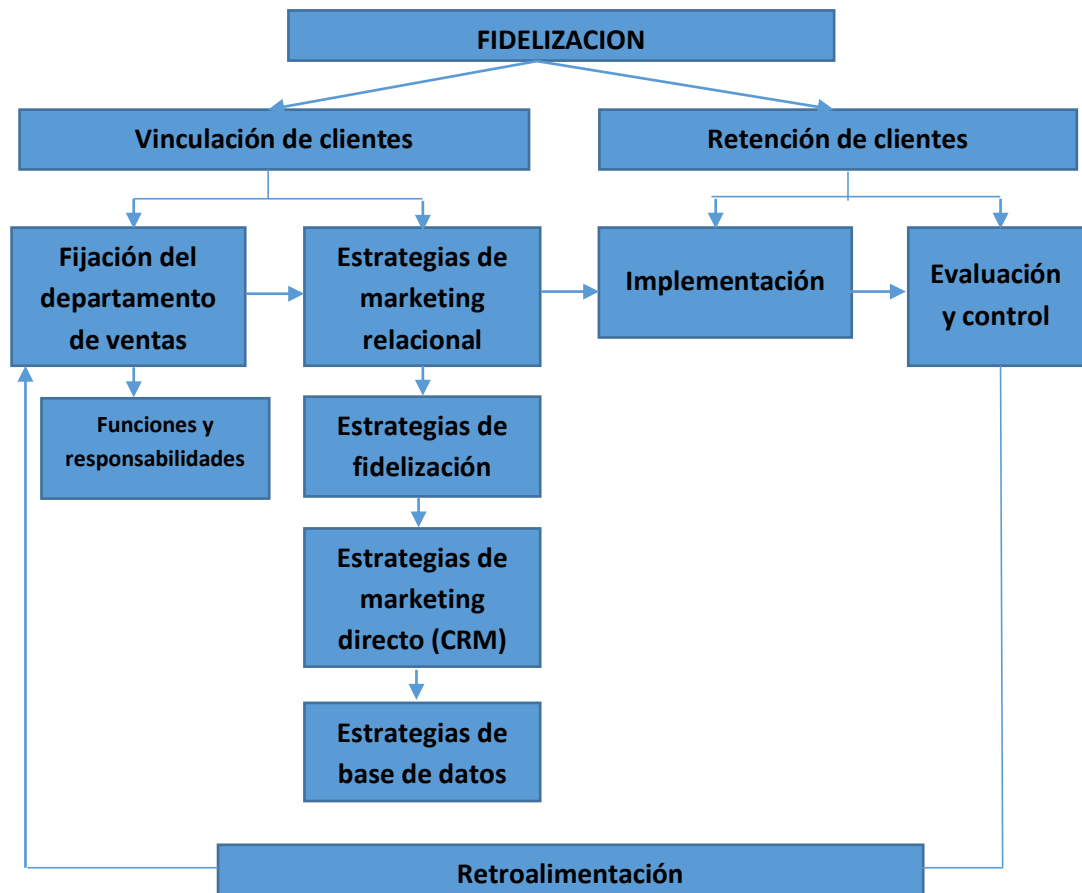 FIDELIZACION
Vinculación de clientes
Retención de clientes
Fijación del
departamento
de ventas
Estrategias de
marketing
relacional
Implementación
Evaluación
y control
Funciones y
responsabilidades
Estrategias de
fidelización
Estrategias de
marketing
directo (CRM)
Estrategias de
base de datos
Retroalimentación